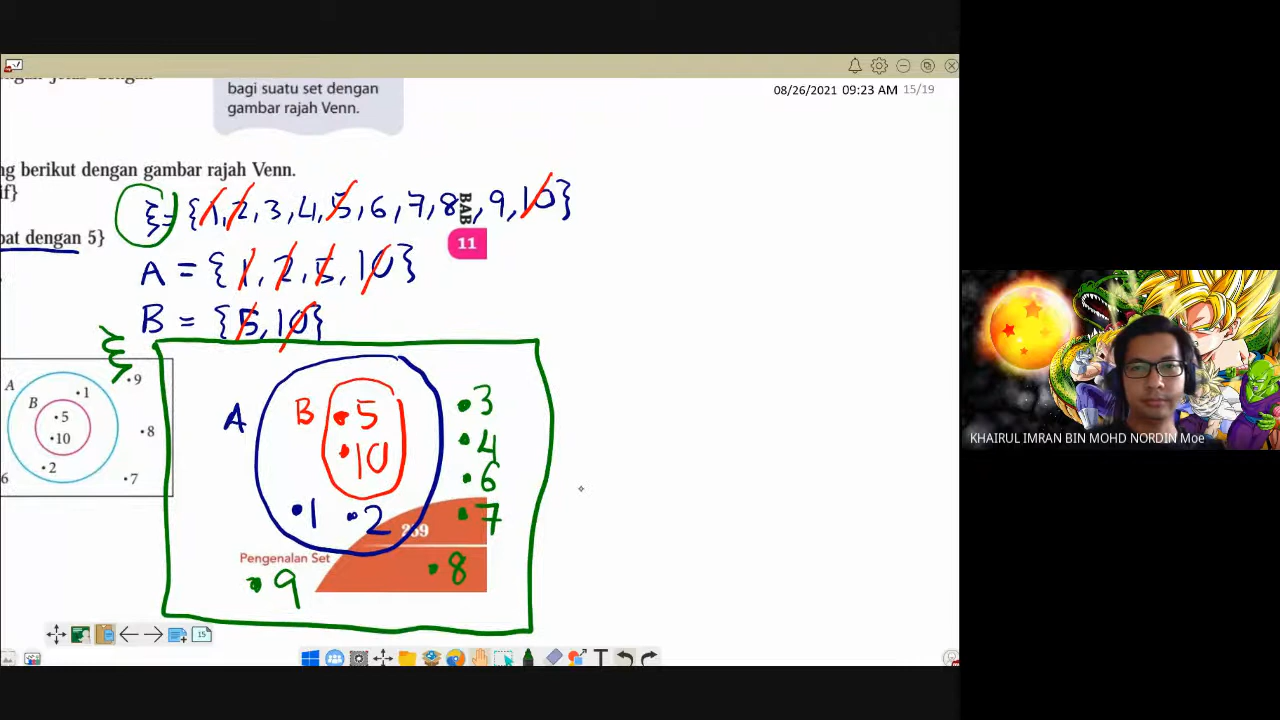 bagi suatu set dengan
gambar rajah Venn.
08/26/2021 09:23 AM 15/19
ng berikut dengan gambar rajah Venn.
if}
ξ = {1, 2, 3, 4, 5, 6, 7, 8, 9, 10}
BAB
11
pat dengan 5}
A = {1, 2, 5, 10}
B = {5, 10}
ξ
A
B
•1
•5
•10
•2
•9
•8
•7
6
A
B
•5
•10
•1
•2
•3
•4
•6
•7
•8
•9
239
Pengenalan Set
15
T
KHAIRUL IMRAN BIN MOHD NORDIN Moe